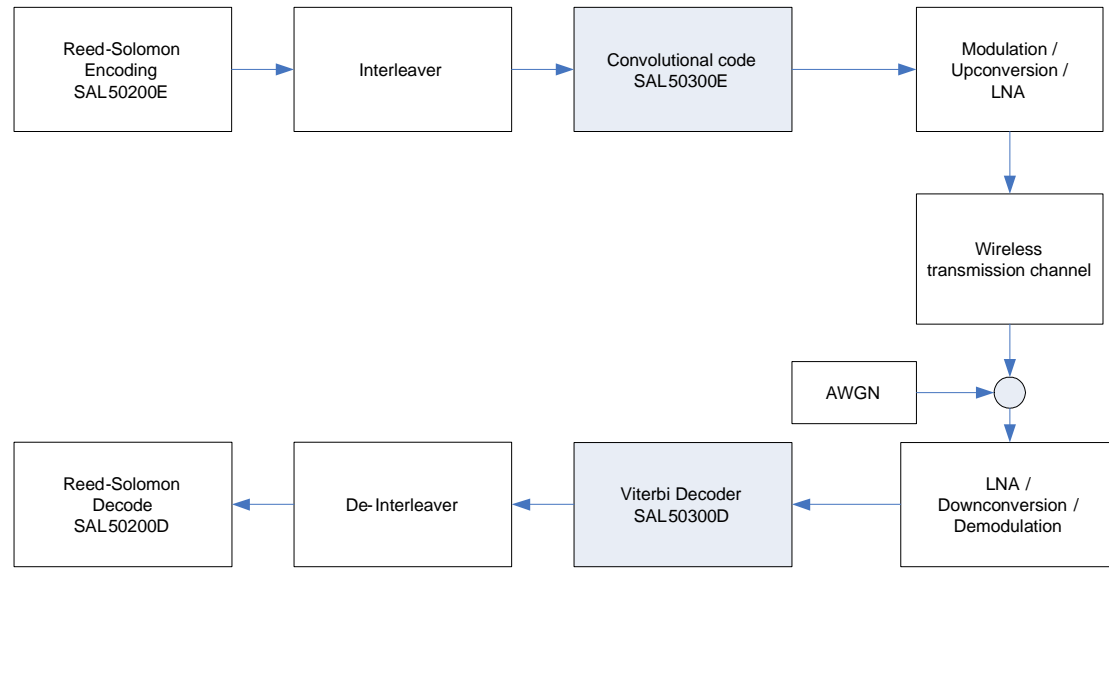 Reed-Solomon
Encoding
SAL50200E
Interleaver
Convolutional code
SAL50300E
Modulation /
Upconversion /
LNA
Wireless
transmission channel
AWGN
LNA /
Downconversion /
Demodulation
Viterbi Decoder
SAL50300D
De-Interleaver
Reed-Solomon
Decode
SAL50200D